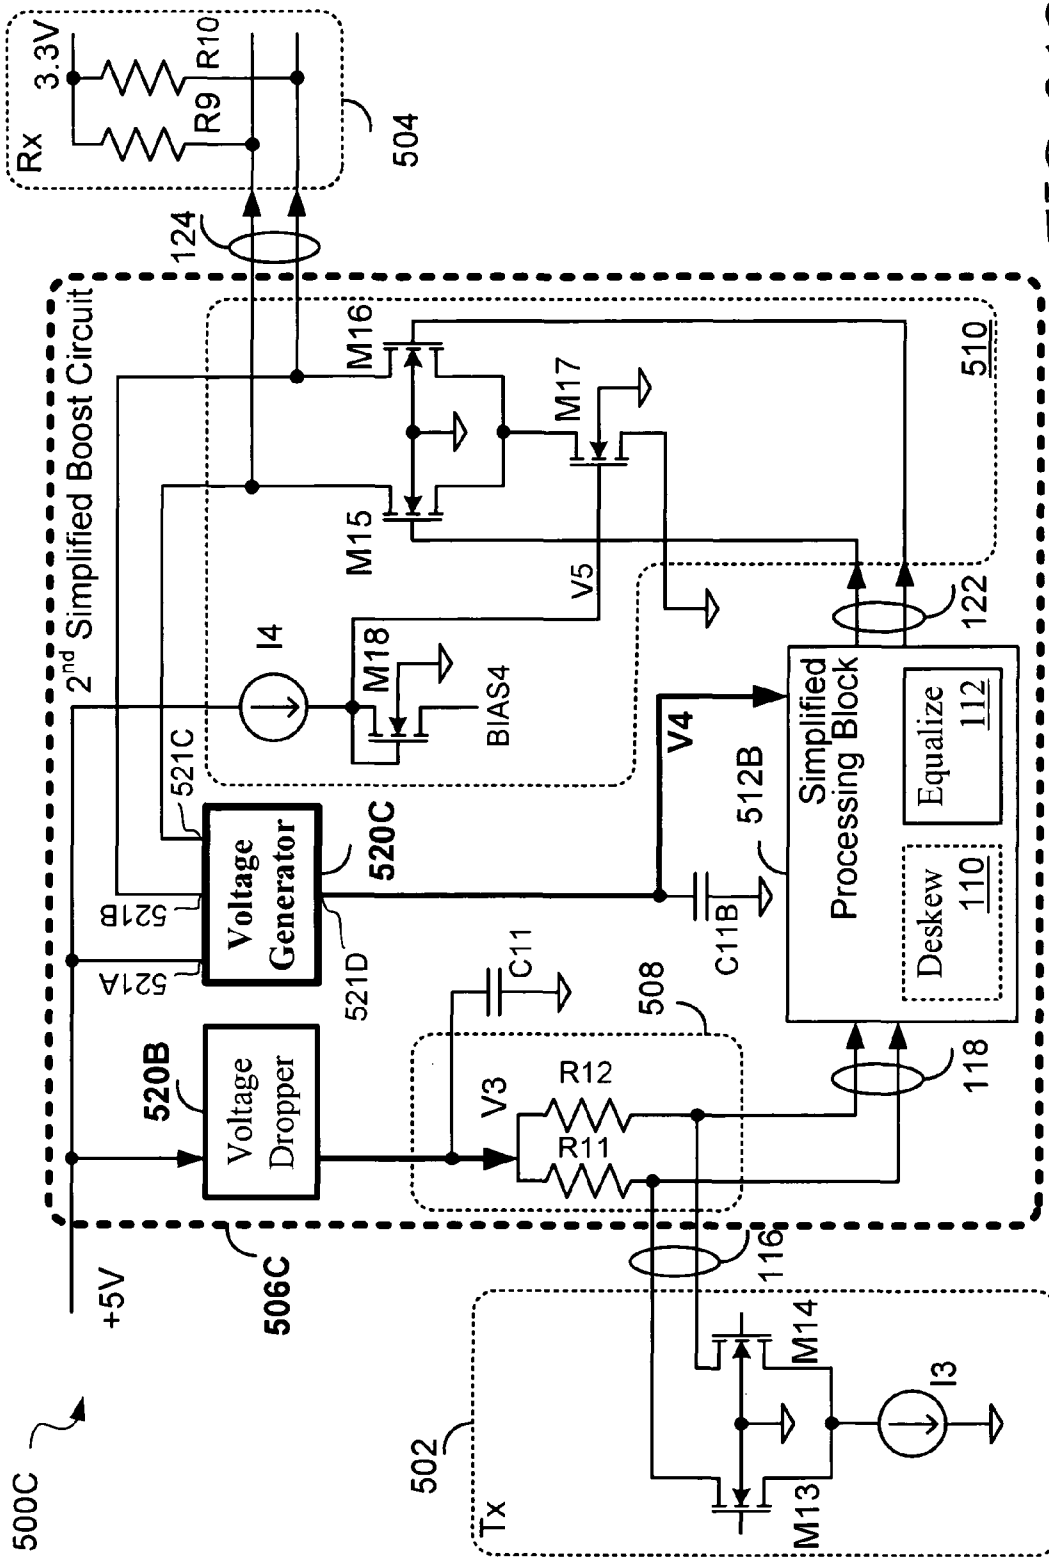 500C
+5V
506C
520B
Voltage
Dropper
521A
521B
521C
Voltage
Generator
520C
521D
2nd Simplified Boost Circuit
I4
M18
BIAS4
V5
M15
M16
M17
510
124
Rx
3.3V
R9
R10
504
C11
508
V3
R11
R12
V4
C11B
512B
Simplified
Processing Block
Deskew
110
Equalize
112
118
122
116
502
Tx
M13
M14
I3